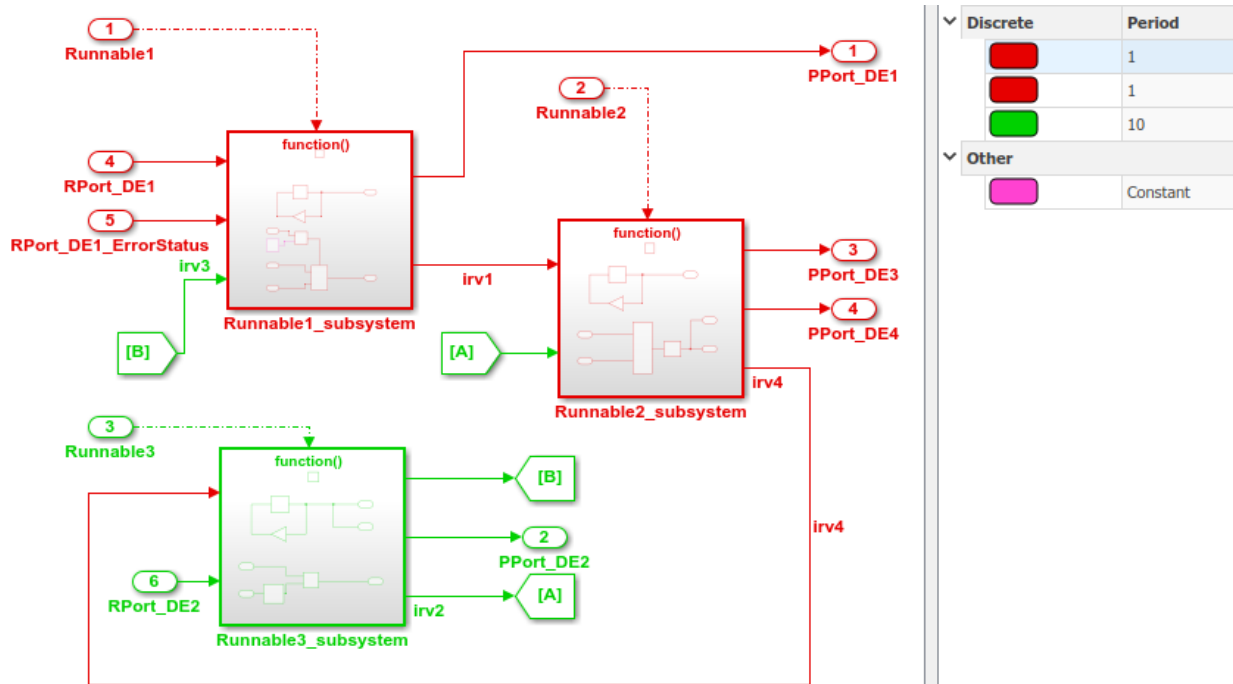 1
Runnable1
function()
4
RPort_DE1
5
RPort_DE1_ErrorStatus
irv3
[B]
Runnable1_subsystem
1
PPort_DE1
2
Runnable2
function()
irv1
[A]
3
PPort_DE3
4
PPort_DE4
irv4
Runnable2_subsystem
3
Runnable3
function()
[B]
2
PPort_DE2
irv4
6
RPort_DE2
[A]
irv2
Runnable3_subsystem
Discrete Period
1
1
10
Other
Constant